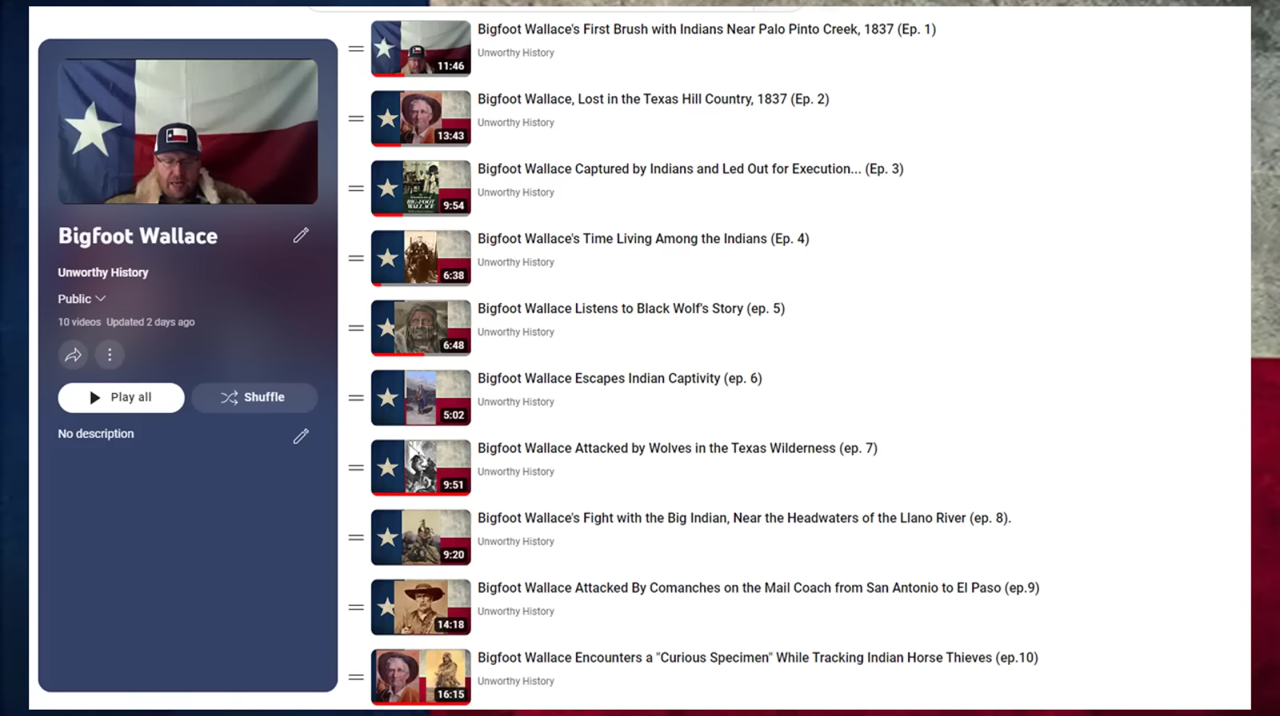 Bigfoot Wallace
Unworthy History
Public
10 videos Updated 2 days ago
Play all
Shuffle
No description
11:46
Bigfoot Wallace's First Brush with Indians Near Palo Pinto Creek, 1837 (Ep. 1)
Unworthy History
13:43
Bigfoot Wallace, Lost in the Texas Hill Country, 1837 (Ep. 2)
Unworthy History
BIG-FOOT
WALLACE
9:54
Bigfoot Wallace Captured by Indians and Led Out for Execution... (Ep. 3)
Unworthy History
6:38
Bigfoot Wallace's Time Living Among the Indians (Ep. 4)
Unworthy History
6:48
Bigfoot Wallace Listens to Black Wolf's Story (ep. 5)
Unworthy History
5:02
Bigfoot Wallace Escapes Indian Captivity (ep. 6)
Unworthy History
9:51
Bigfoot Wallace Attacked by Wolves in the Texas Wilderness (ep. 7)
Unworthy History
9:20
Bigfoot Wallace's Fight with the Big Indian, Near the Headwaters of the Llano River (ep. 8).
Unworthy History
14:18
Bigfoot Wallace Attacked By Comanches on the Mail Coach from San Antonio to El Paso (ep.9)
Unworthy History
16:15
Bigfoot Wallace Encounters a "Curious Specimen" While Tracking Indian Horse Thieves (ep.10)
Unworthy History